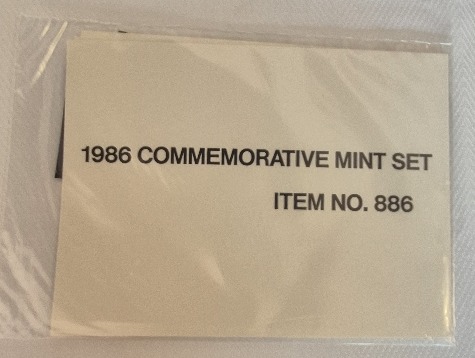 1986 COMMEMORATIVE MINT SET
ITEM NO. 886